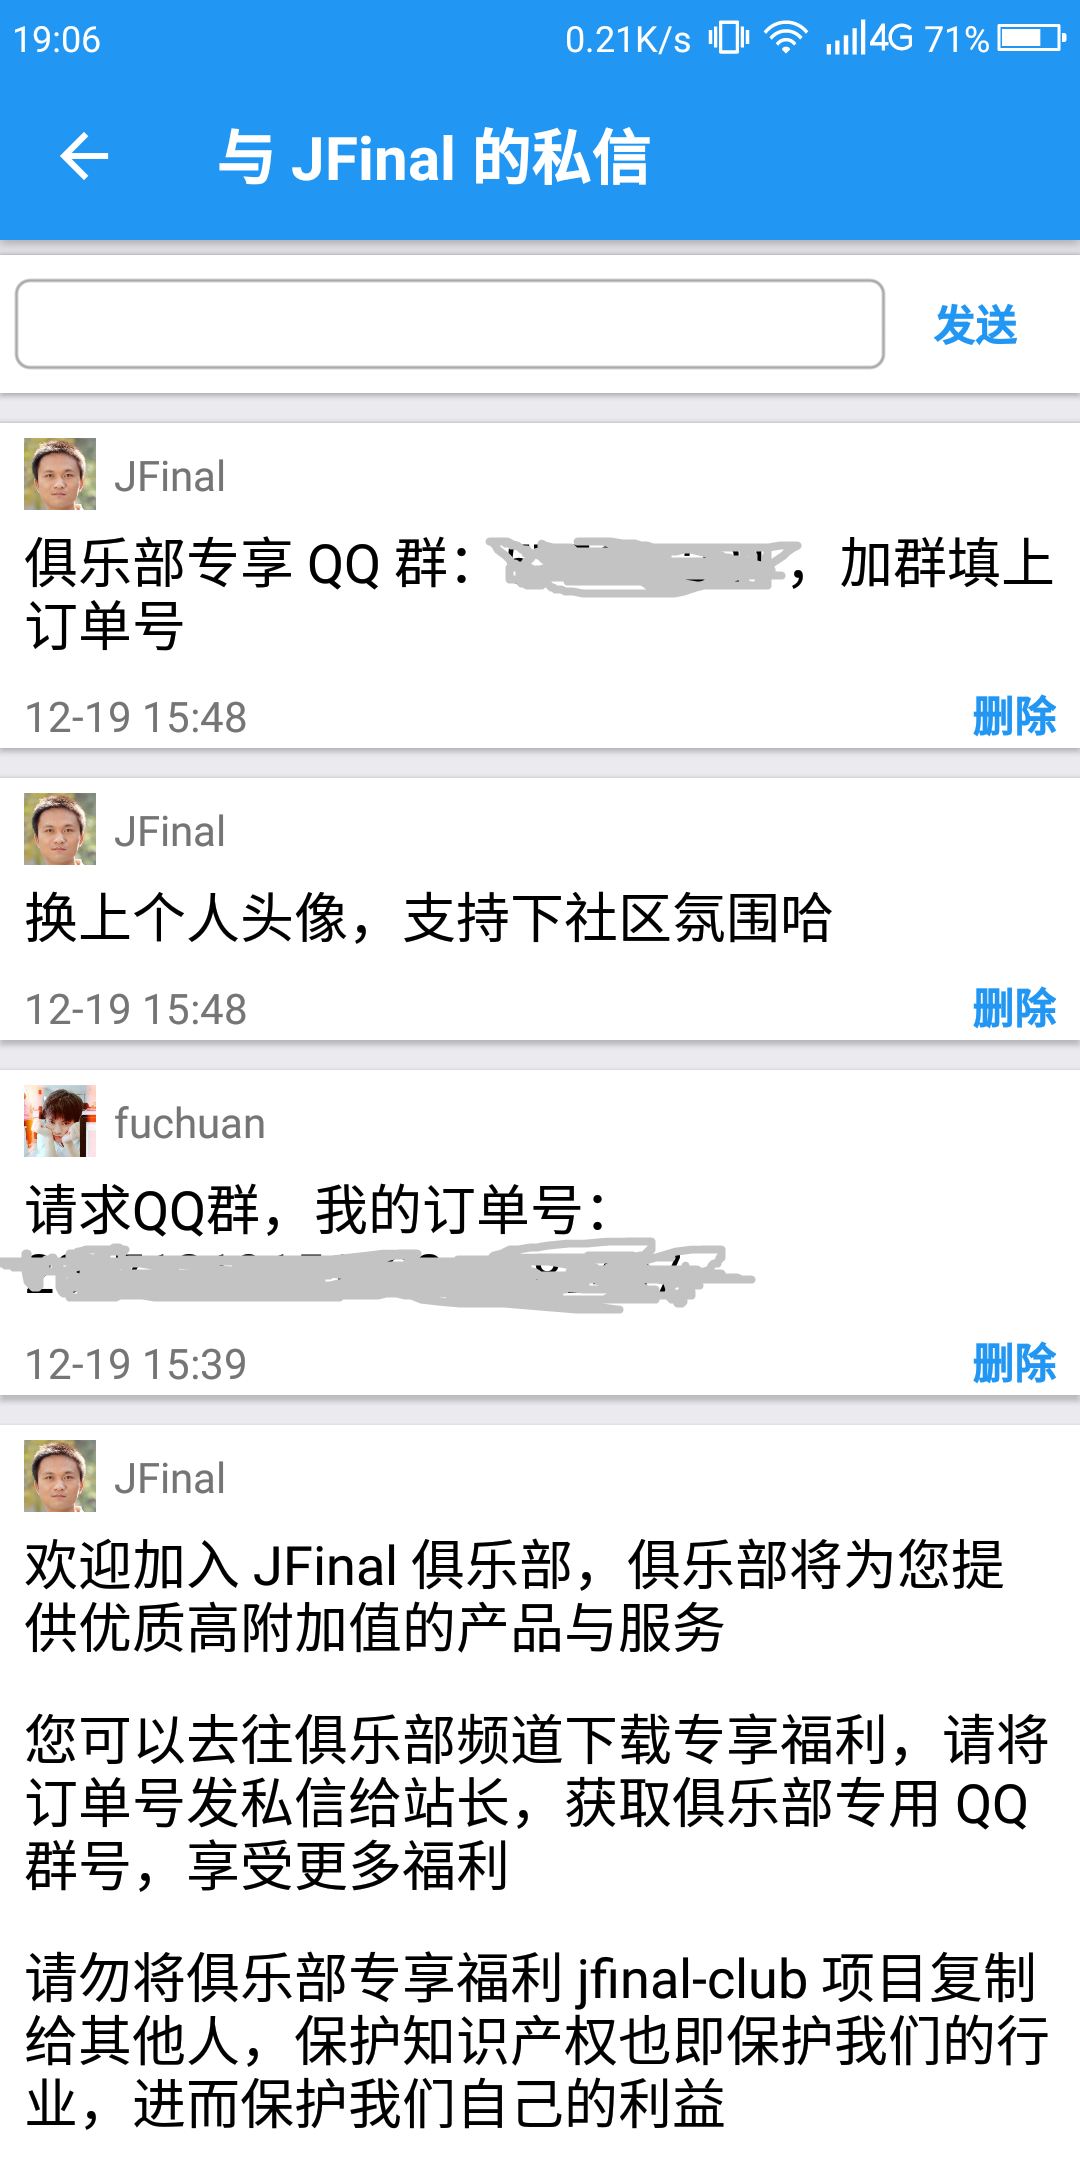 19:06 0.21K/s 4G 71%
与 JFinal 的私信
发送
JFinal
俱乐部专享 QQ 群： ，加群填上
订单号
12-19 15:48 删除
JFinal
换上个人头像，支持下社区氛围哈
12-19 15:48 删除
fuchuan
请求QQ群，我的订单号：
12-19 15:39 删除
JFinal
欢迎加入 JFinal 俱乐部，俱乐部将为您提
供优质高附加值的产品与服务
您可以去往俱乐部频道下载专享福利，请将
订单号发私信给站长，获取俱乐部专用 QQ
群号，享受更多福利
请勿将俱乐部专享福利 jfinal-club 项目复制
给其他人，保护知识产权也即保护我们的行
业，进而保护我们自己的利益